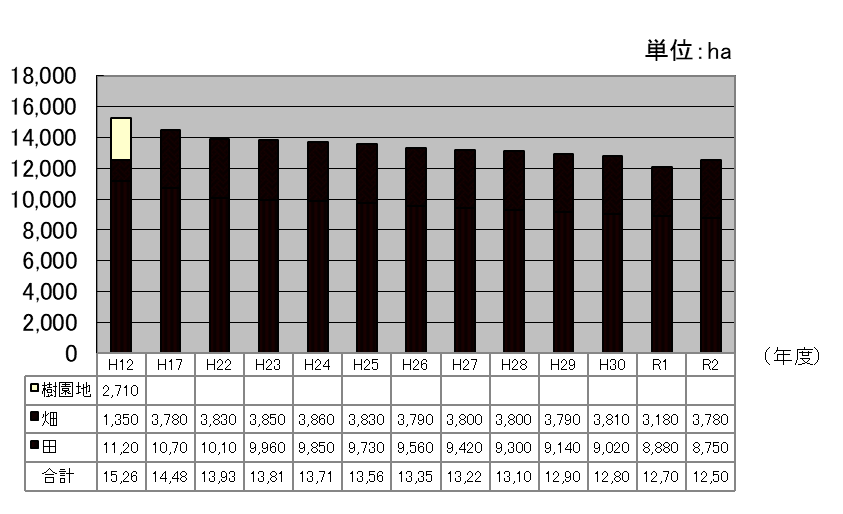 単位：ha
18,000
16,000
14,000
12,000
10,000
8,000
6,000
4,000
2,000
0
H12 H17 H22 H23 H24 H25 H26 H27 H28 H29 H30 R1 R2
（年度）
樹園地 2,710
畑 1,350 3,780 3,830 3,850 3,860 3,830 3,790 3,800 3,800 3,790 3,810 3,180 3,780
田 11,20 10,70 10,10 9,960 9,850 9,730 9,560 9,420 9,300 9,140 9,020 8,880 8,750
合計 15,26 14,48 13,93 13,81 13,71 13,56 13,35 13,22 13,10 12,90 12,80 12,70 12,50